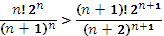 n! 2ⁿ / (n + 1)ⁿ > (n + 1)! 2ⁿ⁺¹ / (n + 2)ⁿ⁺¹